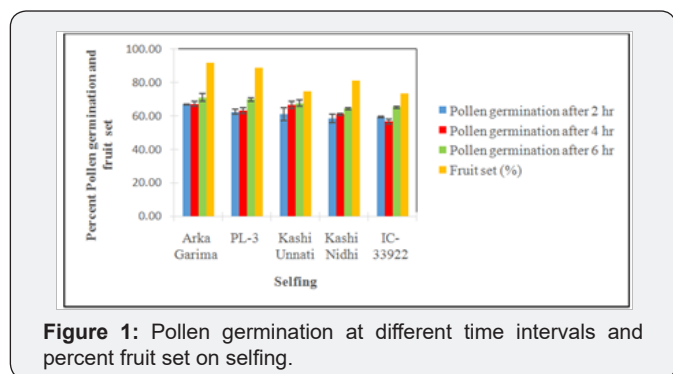 100.00
80.00
60.00
40.00
20.00
0.00
Percent Pollen germination and
fruit set
Arka
Garima
PL-3
Kashi
Unnati
Kashi
Nidhi
IC-
33922
Selfing
Pollen germination after 2 hr
Pollen germination after 4 hr
Pollen germination after 6 hr
Fruit set (%)
Figure 1: Pollen germination at different time intervals and
percent fruit set on selfing.